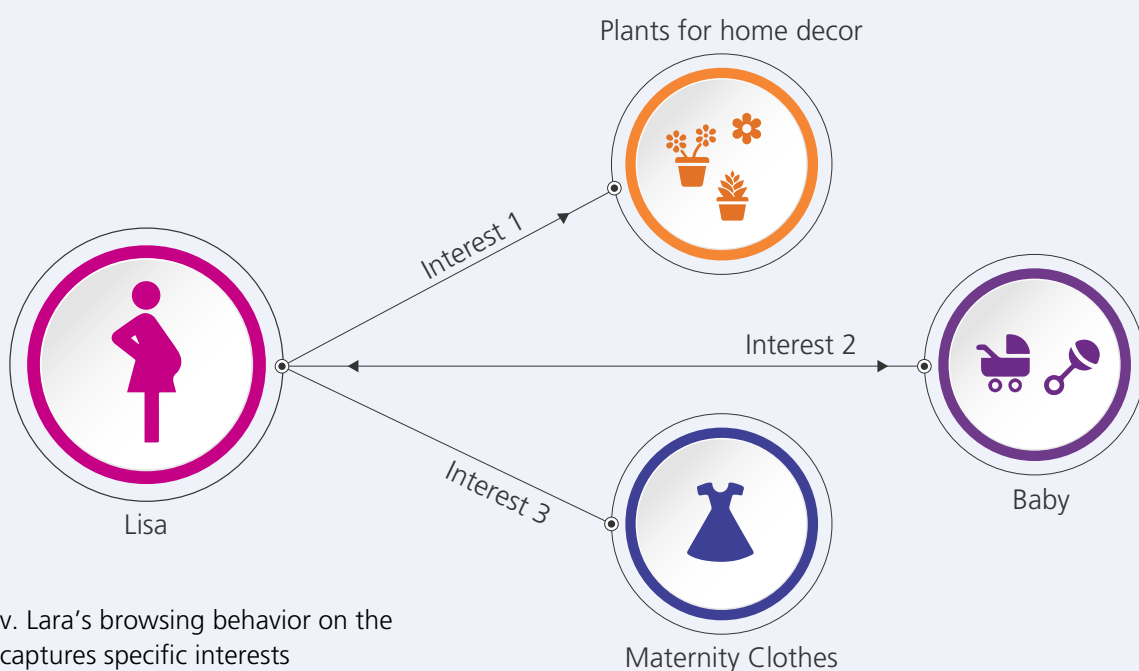 Plants for home decor
Interest 1
Interest 2
Interest 3
Lisa
Baby
Maternity Clothes
v. Lara’s browsing behavior on the
captures specific interests